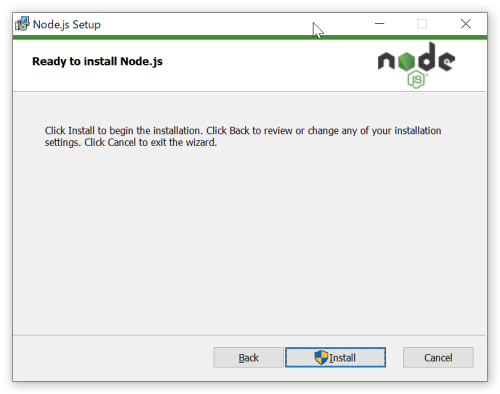 Node.js Setup
Ready to install Node.js
node
JS
Click Install to begin the installation. Click Back to review or change any of your installation
settings. Click Cancel to exit the wizard.
Back Install Cancel